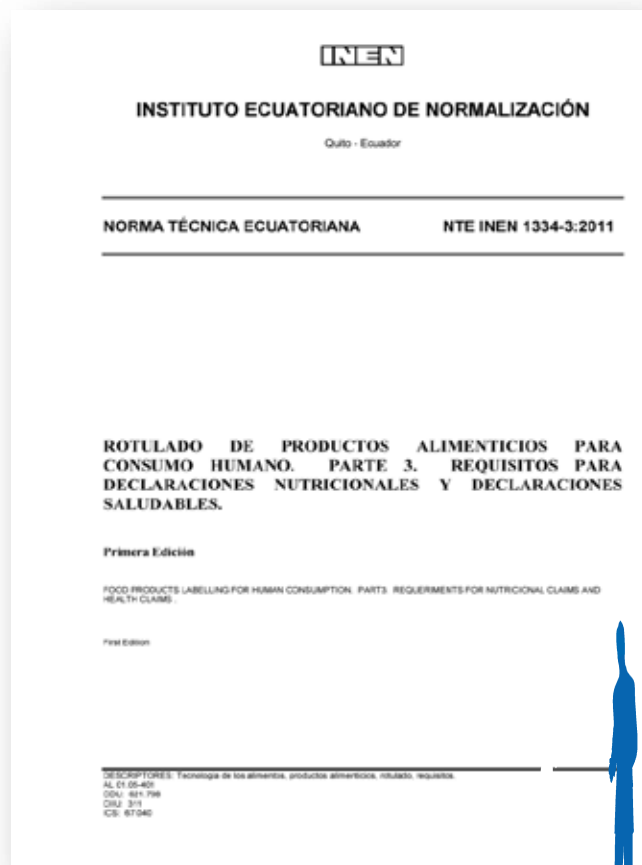 INEN
INSTITUTO ECUATORIANO DE NORMALIZACIÓN
Quito - Ecuador
NORMA TÉCNICA ECUATORIANA NTE INEN 1334-3:2011
ROTULADO DE PRODUCTOS ALIMENTICIOS PARA
CONSUMO HUMANO. PARTE 3. REQUISITOS PARA
DECLARACIONES NUTRICIONALES Y DECLARACIONES
SALUDABLES.
Primera Edición
FOOD PRODUCTS LABELLING FOR HUMAN CONSUMPTION. PART3. REQUERIMENTS FOR NUTRICIONAL CLAIMS AND
HEALTH CLAIMS .
First Edition
DESCRIPTORES: Tecnología de los alimentos, productos alimenticios, rotulado, requisitos.
AL 01.05-401
CDU: 621.798
CIIU: 311
ICS: 67.040